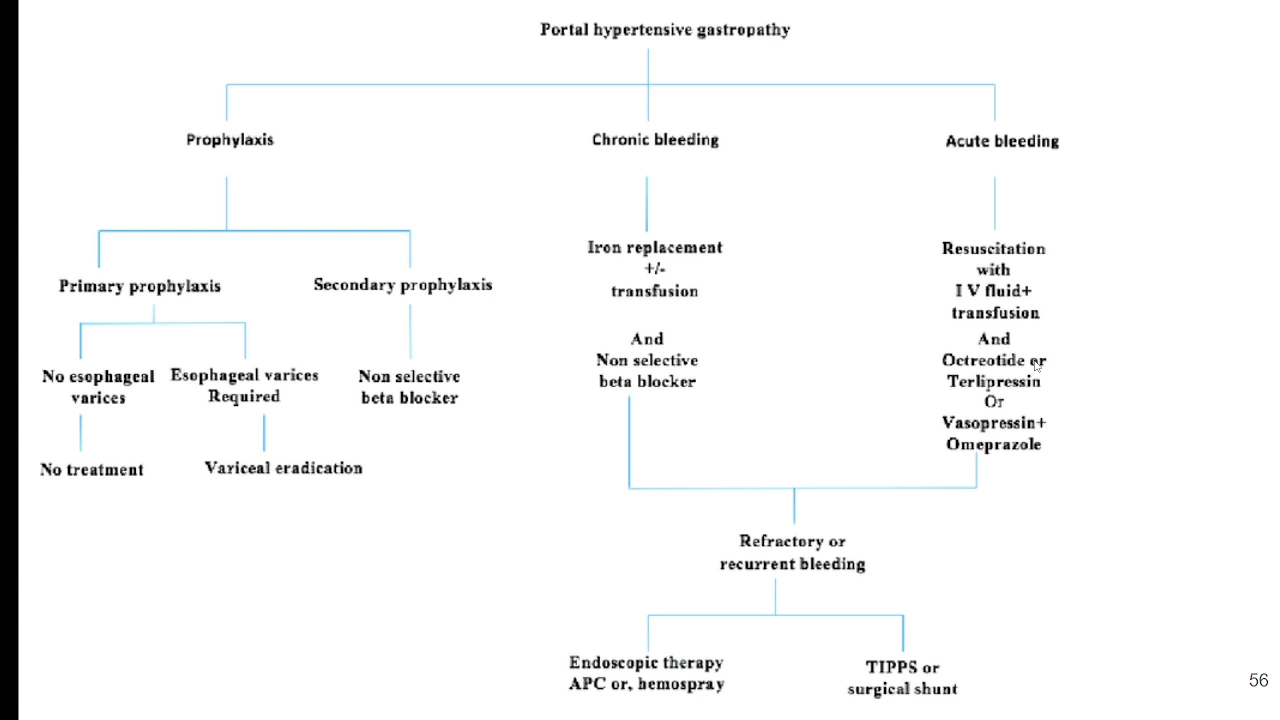 Portal hypertensive gastropathy
Prophylaxis
Chronic bleeding
Acute bleeding
Primary prophylaxis
Secondary prophylaxis
No esophageal
varices
Esophageal varices
Required
Non selective
beta blocker
No treatment
Variceal eradication
Iron replacement
+/-
transfusion
And
Non selective
beta blocker
Resuscitation
with
I V fluid+
transfusion
And
Octreotide or
Terlipressin
Or
Vasopressin+
Omeprazole
Refractory or
recurrent bleeding
Endoscopic therapy
APC or, hemospray
TIPPS or
surgical shunt
56